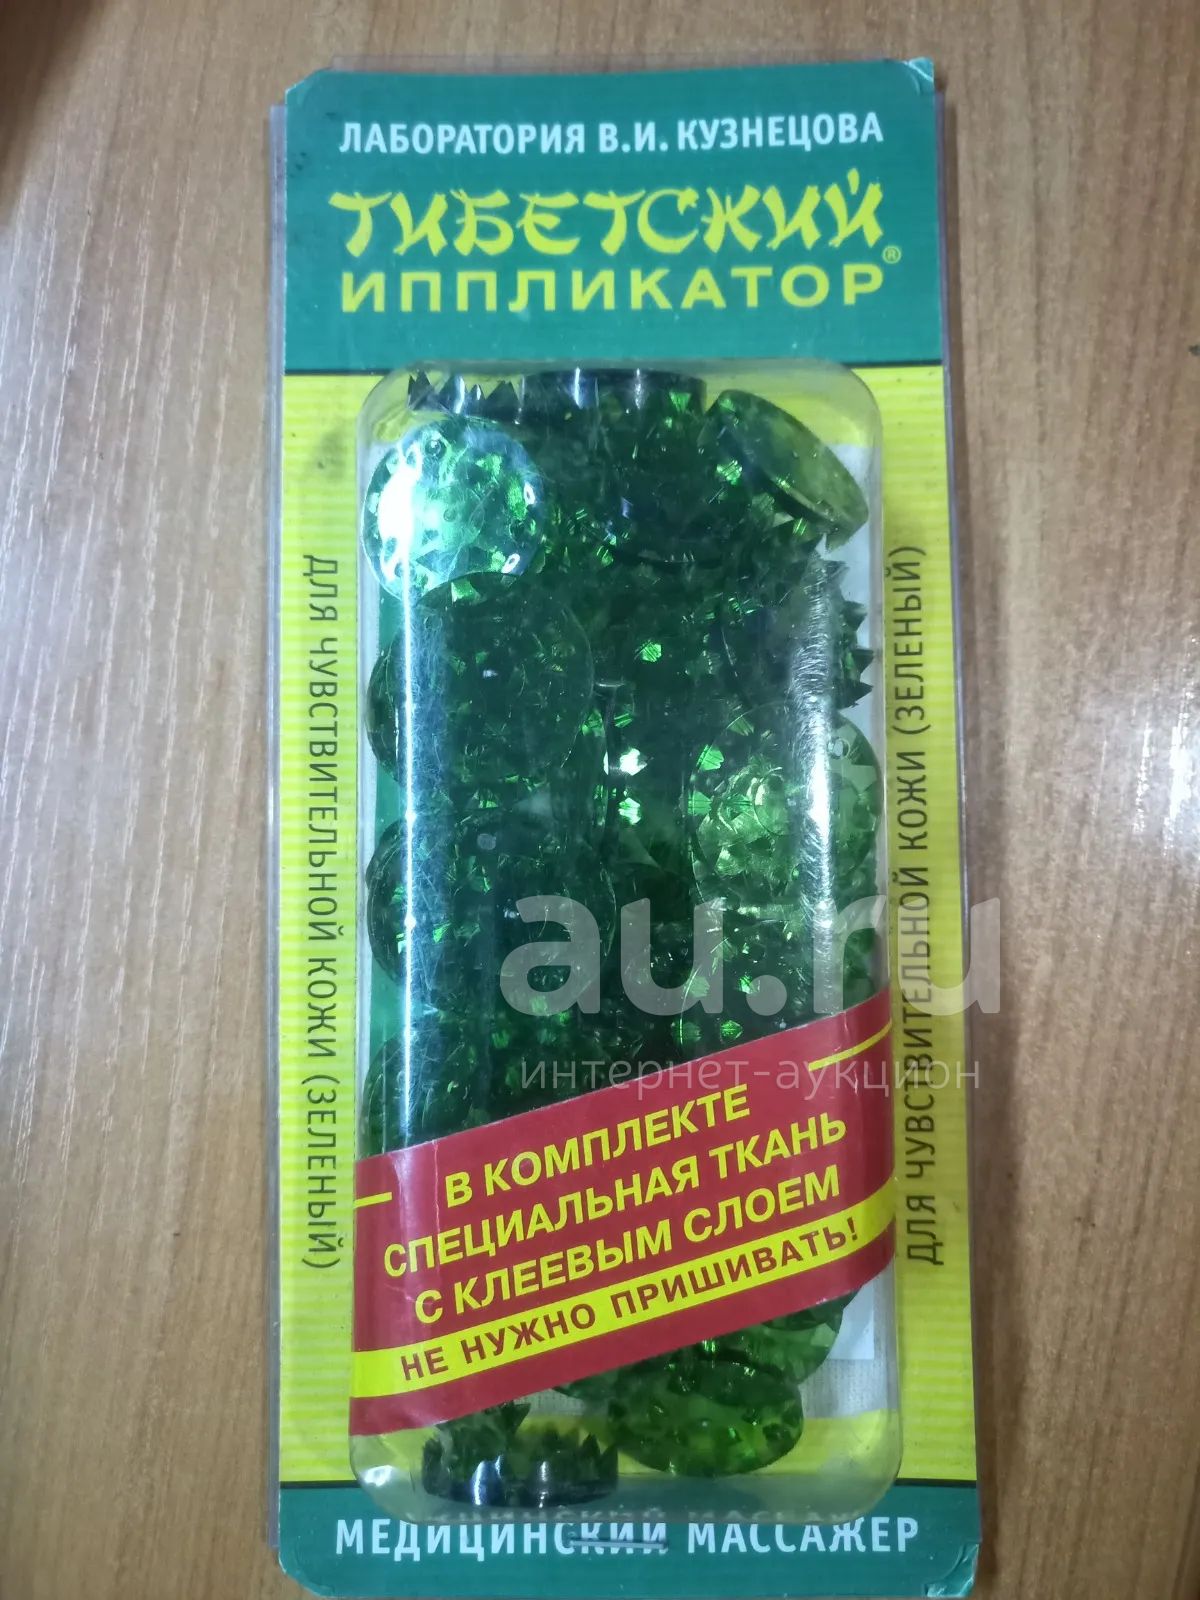 ЛАБОРАТОРИЯ В.И. КУЗНЕЦОВА
ТИБЕТСКИЙ
ИППЛИКАТОР®
ДЛЯ ЧУВСТВИТЕЛЬНОЙ КОЖИ (ЗЕЛЕНЫЙ)
ДЛЯ ЧУВСТВИТЕЛЬНОЙ КОЖИ (ЗЕЛЕНЫЙ)
au.ru
интернет-аукцион
В КОМПЛЕКТЕ
СПЕЦИАЛЬНАЯ ТКАНЬ
С КЛЕЕВЫМ СЛОЕМ
НЕ НУЖНО ПРИШИВАТЬ!
МЕДИЦИНСКИЙ МАССАЖЕР